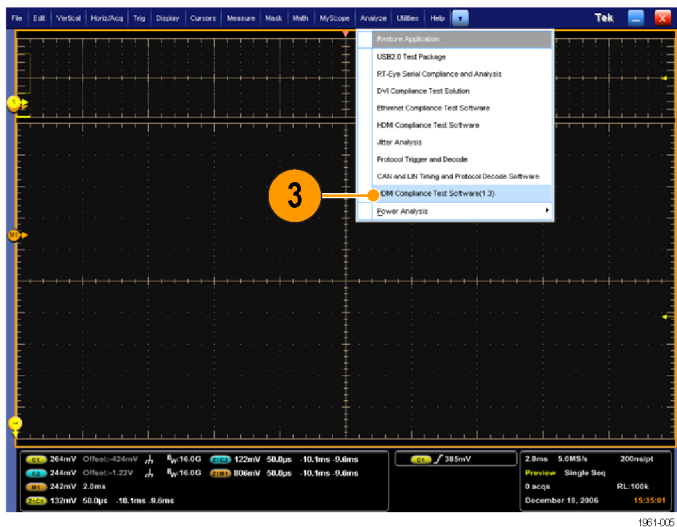 File Edit Vertical Horiz/Acq Trig Display Cursors Measure Mask Math MyScope Analyze Utilities Help Tek
Restore Application
USB2.0 Test Package
RT-Eye Serial Compliance and Analysis
DVI Compliance Test Solution
Ethernet Compliance Test Software
HDMI Compliance Test Software
Jitter Analysis
Protocol Trigger and Decode
CAN and LIN Timing and Protocol Decode Software
HDMI Compliance Test Software(1.3)
Power Analysis
3
M1
C1 264mV Offset:-424mV BW:16.0G Z1C2 122mV 50.0µs -10.1ms -9.6ms
C2 244mV Offset:-1.22V BW:16.0G Z1M1 806mV 50.0µs -10.1ms -9.6ms
M1 242mV 2.0ms
Z1C1 132mV 50.0µs -10.1ms -9.6ms
C1 385mV
2.0ms 5.0MS/s 200ns/pt
Preview Single Seq
0 acqs RL:100k
December 18, 2006 15:35:01
1961-005